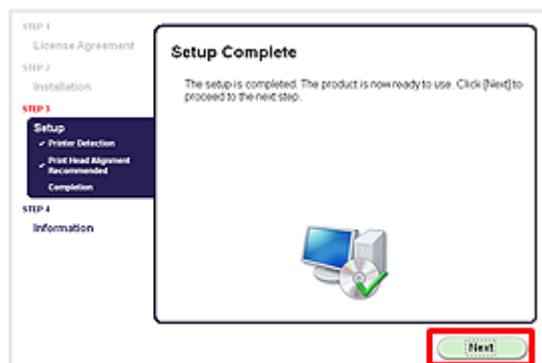 STEP 1
License Agreement
STEP 2
Installation
STEP 3
Setup
Printer Detection
Print Head Alignment
Recommended
Completion
STEP 4
Information
Setup Complete
The setup is completed. The product is now ready to use. Click [Next] to
proceed to the next step.
Next